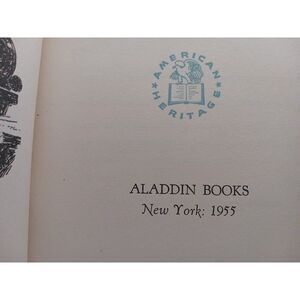 AMERICAN
HERITAGE
ALADDIN BOOKS
New York: 1955